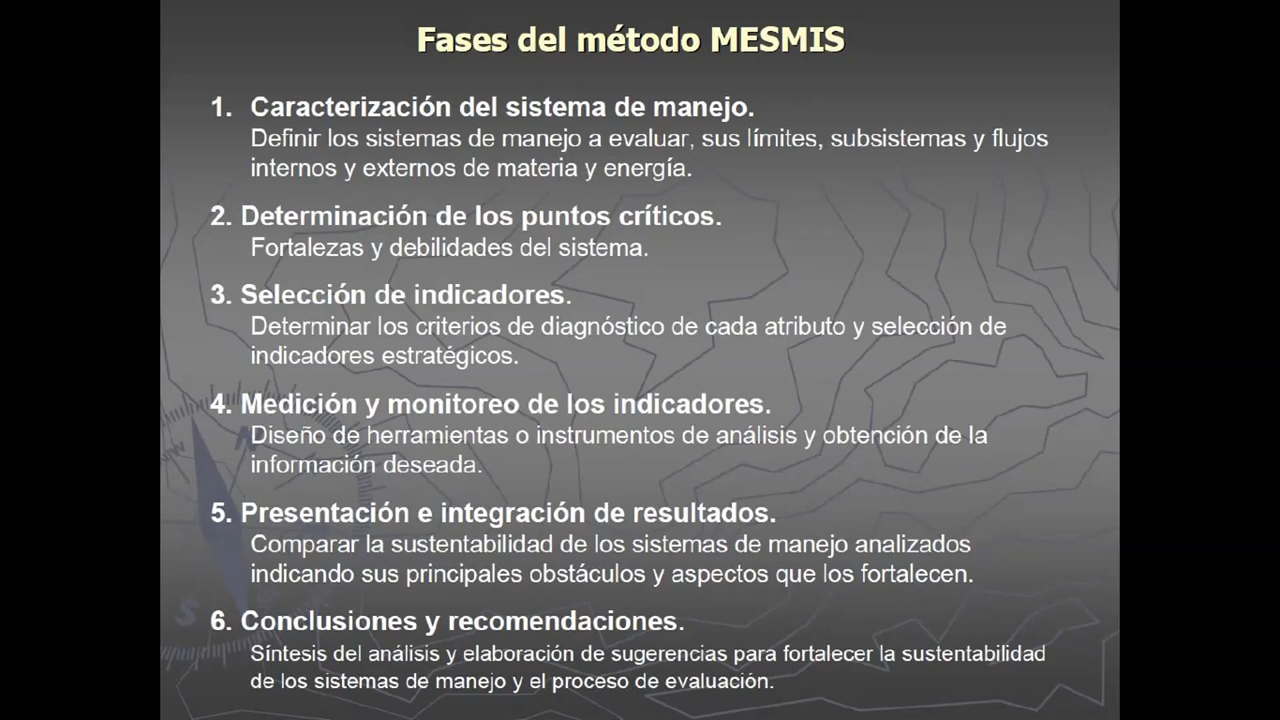 Fases del método MESMIS
1. Caracterización del sistema de manejo.
Definir los sistemas de manejo a evaluar, sus límites, subsistemas y flujos
internos y externos de materia y energía.
2. Determinación de los puntos críticos.
Fortalezas y debilidades del sistema.
3. Selección de indicadores.
Determinar los criterios de diagnóstico de cada atributo y selección de
indicadores estratégicos.
4. Medición y monitoreo de los indicadores.
Diseño de herramientas o instrumentos de análisis y obtención de la
información deseada.
5. Presentación e integración de resultados.
Comparar la sustentabilidad de los sistemas de manejo analizados
indicando sus principales obstáculos y aspectos que los fortalecen.
6. Conclusiones y recomendaciones.
Síntesis del análisis y elaboración de sugerencias para fortalecer la sustentabilidad
de los sistemas de manejo y el proceso de evaluación.
N
W
S